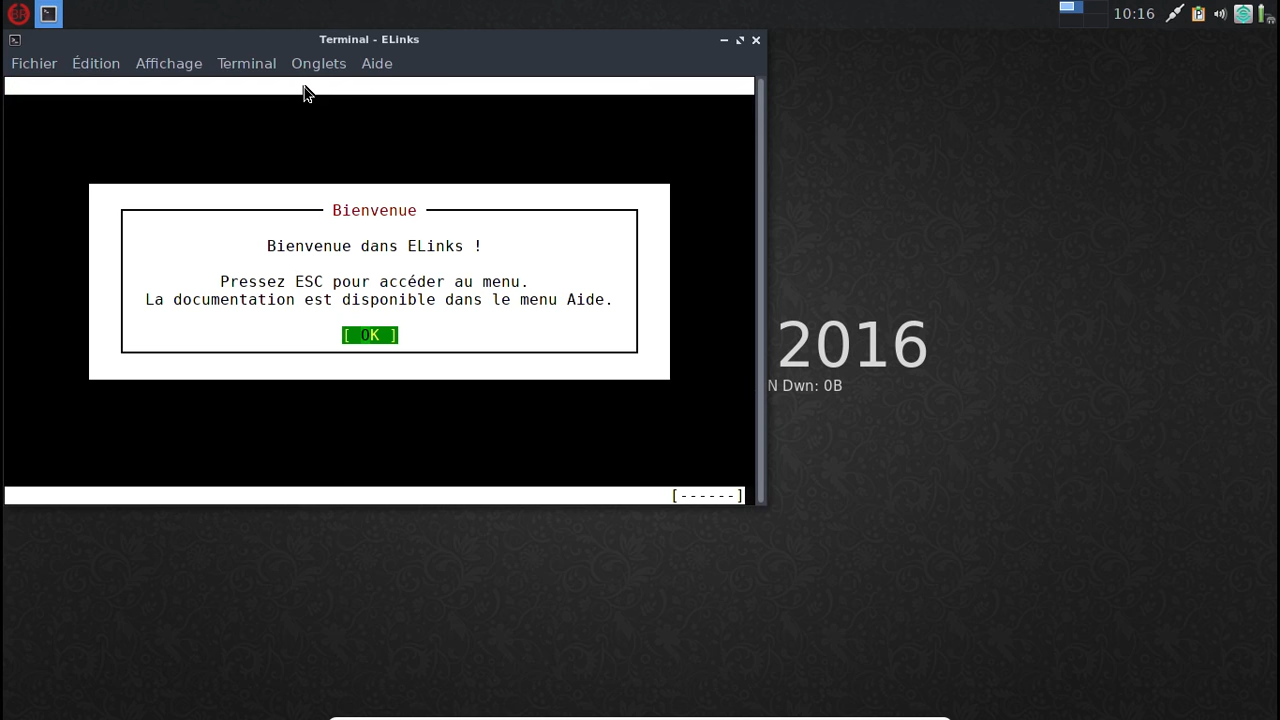 10:16
Terminal - ELinks
Fichier Édition Affichage Terminal Onglets Aide
Bienvenue
Bienvenue dans ELinks !
Pressez ESC pour accéder au menu.
La documentation est disponible dans le menu Aide.
[ OK ]
2016
N Dwn: 0B
[------]